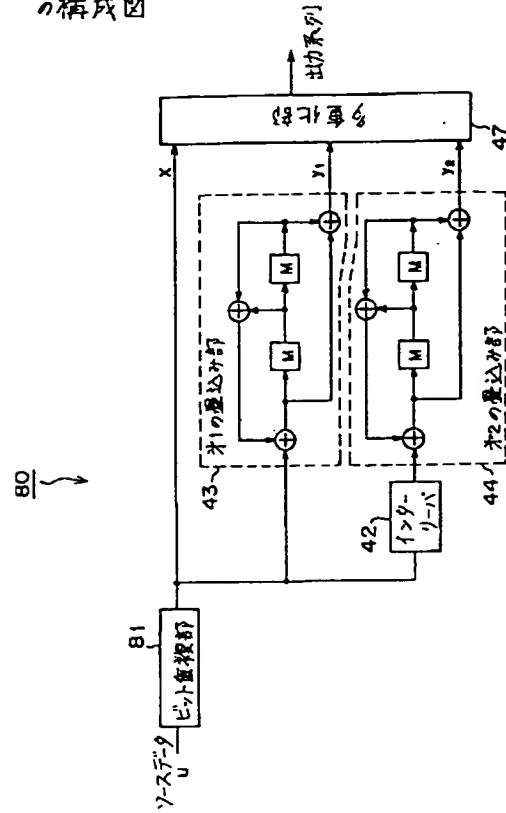 の構成図
80
ソースデータ
u
81
ビット重複部
x
43
第1の畳込み部
M
M
y₁
42
インター
リーバ
44
第2の畳込み部
M
M
y₂
多重化部
47
出力系列